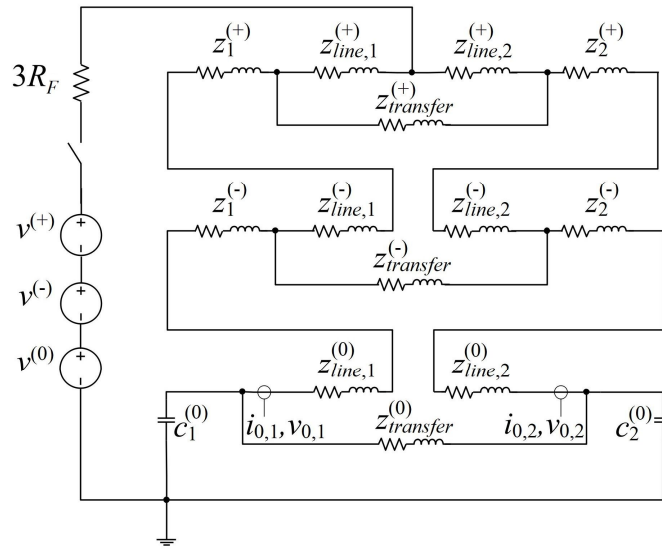 z_1^{(+)} z_{line,1}^{(+)} z_{line,2}^{(+)} z_2^{(+)}
3R_F
z_{transfer}^{(+)}
z_1^{(-)} z_{line,1}^{(-)} z_{line,2}^{(-)} z_2^{(-)}
v^{(+)}
+
z_{transfer}^{(-)}
v^{(-)}
+
v^{(0)}
+
z_{line,1}^{(0)} z_{line,2}^{(0)}
c_1^{(0)} i_{0,1},v_{0,1} z_{transfer}^{(0)} i_{0,2},v_{0,2} c_2^{(0)}